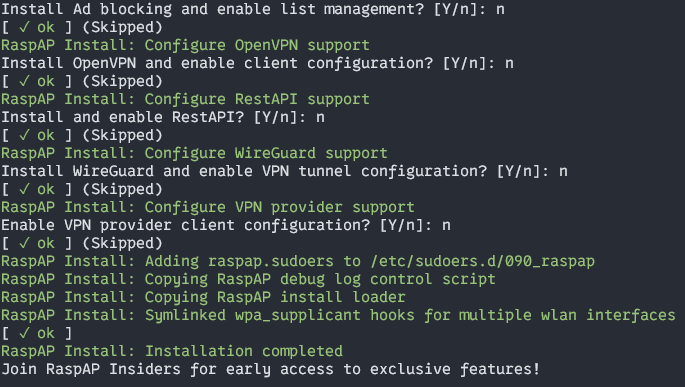 Install Ad blocking and enable list management? [Y/n]: n
[ ✓ ok ] (Skipped)
RaspAP Install: Configure OpenVPN support
Install OpenVPN and enable client configuration? [Y/n]: n
[ ✓ ok ] (Skipped)
RaspAP Install: Configure RestAPI support
Install and enable RestAPI? [Y/n]: n
[ ✓ ok ] (Skipped)
RaspAP Install: Configure WireGuard support
Install WireGuard and enable VPN tunnel configuration? [Y/n]: n
[ ✓ ok ] (Skipped)
RaspAP Install: Configure VPN provider support
Enable VPN provider client configuration? [Y/n]: n
[ ✓ ok ] (Skipped)
RaspAP Install: Adding raspap.sudoers to /etc/sudoers.d/090_raspap
RaspAP Install: Copying RaspAP debug log control script
RaspAP Install: Copying RaspAP install loader
RaspAP Install: Symlinked wpa_supplicant hooks for multiple wlan interfaces
[ ✓ ok ]
RaspAP Install: Installation completed
Join RaspAP Insiders for early access to exclusive features!